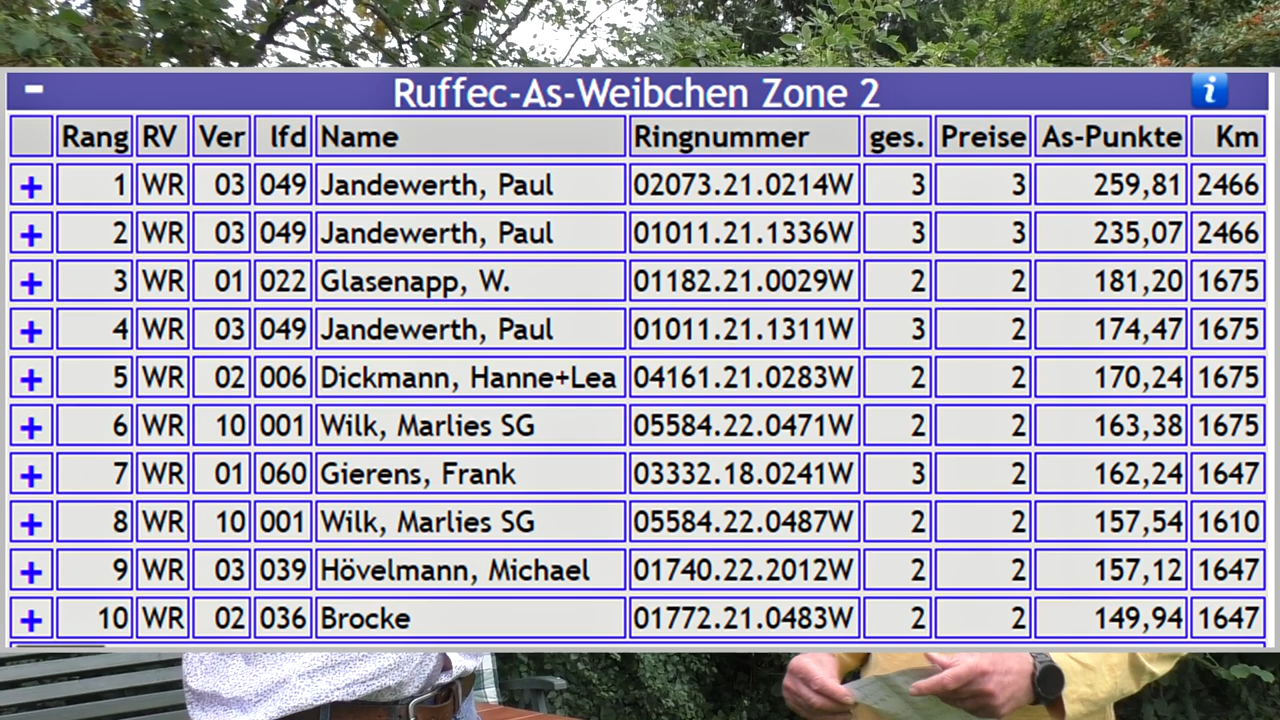 Ruffec-As-Weibchen Zone 2
Rang RV Ver lfd Name Ringnummer ges. Preise As-Punkte Km
+ 1 WR 03 049 Jandewerth, Paul 02073.21.0214W 3 3 259,81 2466
+ 2 WR 03 049 Jandewerth, Paul 01011.21.1336W 3 3 235,07 2466
+ 3 WR 01 022 Glasenapp, W. 01182.21.0029W 2 2 181,20 1675
+ 4 WR 03 049 Jandewerth, Paul 01011.21.1311W 3 2 174,47 1675
+ 5 WR 02 006 Dickmann, Hanne+Lea 04161.21.0283W 2 2 170,24 1675
+ 6 WR 10 001 Wilk, Marlies SG 05584.22.0471W 2 2 163,38 1675
+ 7 WR 01 060 Gierens, Frank 03332.18.0241W 3 2 162,24 1647
+ 8 WR 10 001 Wilk, Marlies SG 05584.22.0487W 2 2 157,54 1610
+ 9 WR 03 039 Hövelmann, Michael 01740.22.2012W 2 2 157,12 1647
+ 10 WR 02 036 Brocke 01772.21.0483W 2 2 149,94 1647